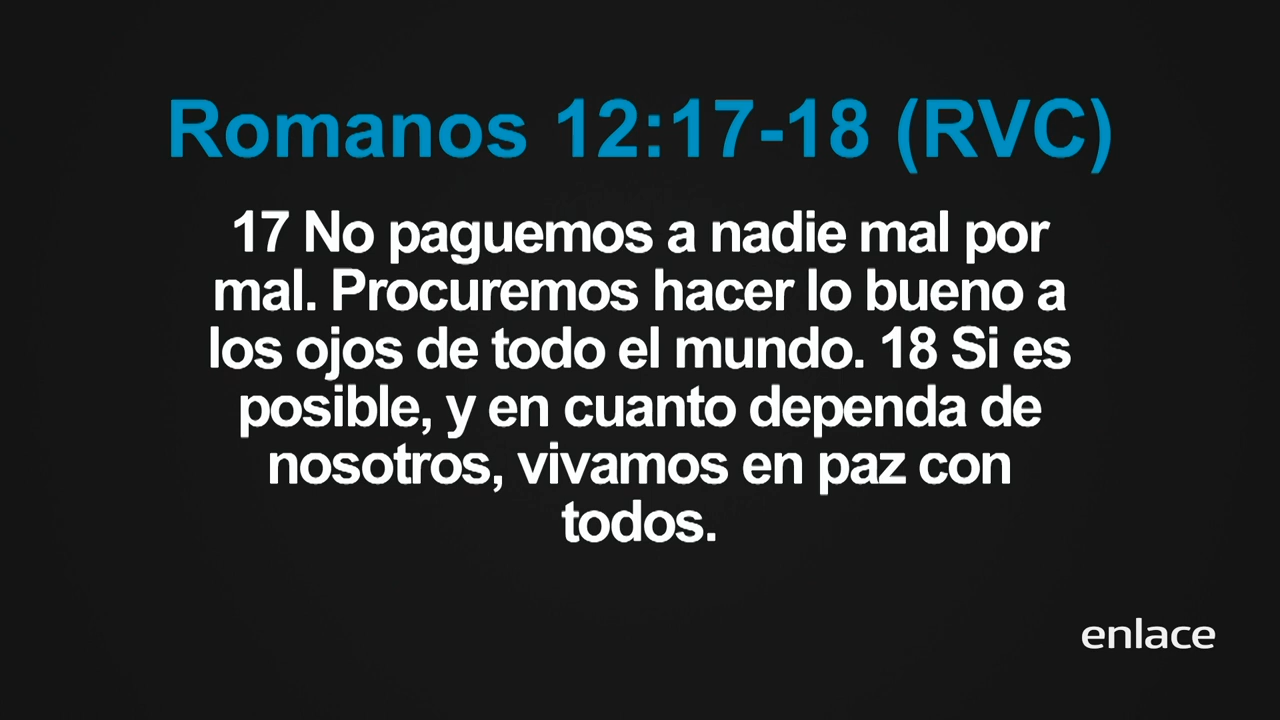 Romanos 12:17-18 (RVC)
17 No paguemos a nadie mal por
mal. Procuremos hacer lo bueno a
los ojos de todo el mundo. 18 Si es
posible, y en cuanto dependa de
nosotros, vivamos en paz con
todos.
enlace